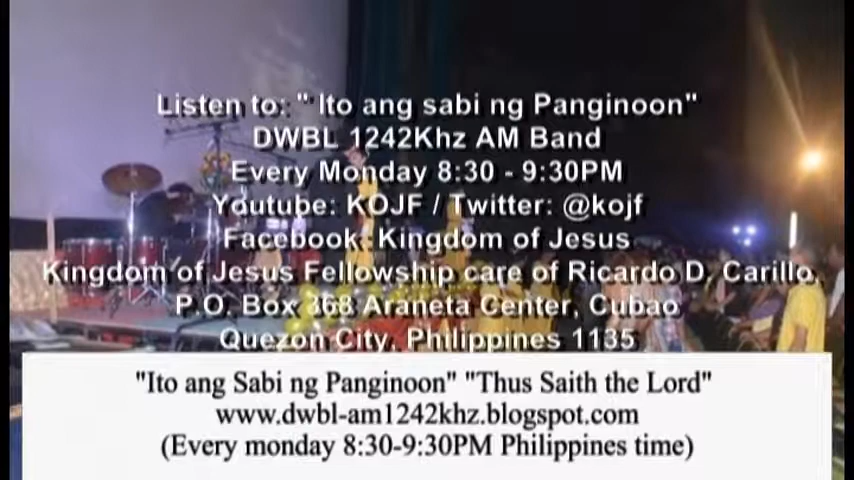 Listen to: " Ito ang sabi ng Panginoon"
DWBL 1242Khz AM Band
Every Monday 8:30 - 9:30PM
Youtube: KOJF / Twitter: @kojf
Facebook: Kingdom of Jesus
Kingdom of Jesus Fellowship care of Ricardo D. Carillo,
P.O. Box 368 Araneta Center, Cubao
Quezon City, Philippines 1135
"Ito ang Sabi ng Panginoon" "Thus Saith the Lord"
www.dwbl-am1242khz.blogspot.com
(Every monday 8:30-9:30PM Philippines time)